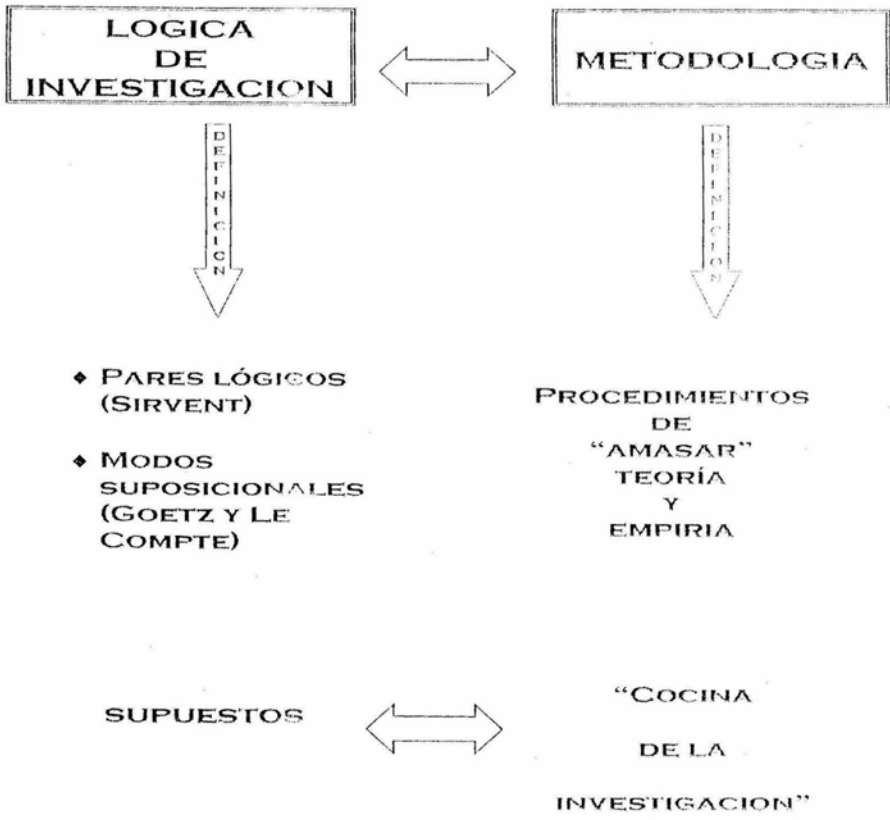 LOGICA
DE
INVESTIGACION
METODOLOGIA
DEFINICION
DEFINICION
◆ PARES LÓGICOS
(SIRVENT)
◆ MODOS
SUPOSICIONALES
(GOETZ Y LE
COMPTE)
PROCEDIMIENTOS
DE
“AMASAR”
TEORÍA
Y
EMPIRIA
SUPUESTOS
“COCINA
DE LA
INVESTIGACION”